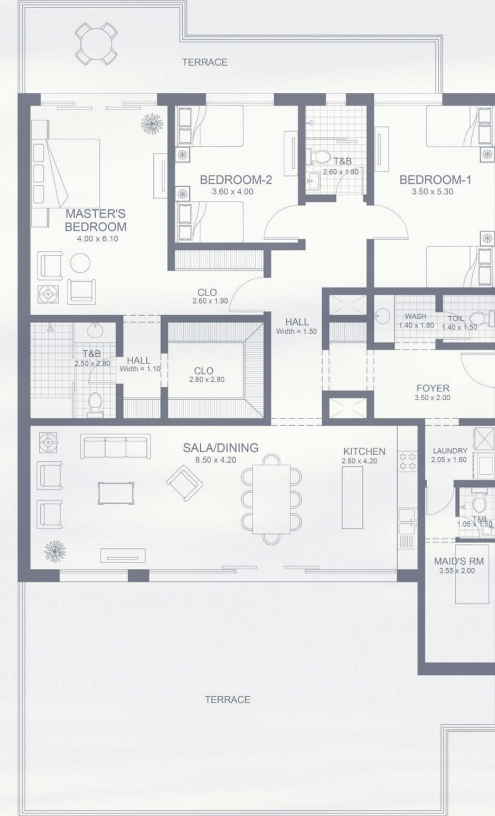 TERRACE
BEDROOM-2
3.60 x 4.00
T&B
2.60 x 1.80
BEDROOM-1
3.50 x 5.30
MASTER'S
BEDROOM
4.00 x 6.10
CLO
2.60 x 1.90
HALL
Width = 1.50
WASH
1.40 x 1.80
TOIL
1.40 x 1.50
T&B
2.50 x 2.80
HALL
Width = 1.10
CLO
2.80 x 2.80
FOYER
3.50 x 2.00
SALA/DINING
8.50 x 4.20
KITCHEN
2.80 x 4.20
LAUNDRY
2.05 x 1.60
T&B
1.05 x 1.50
MAID'S RM
3.55 x 2.00
TERRACE